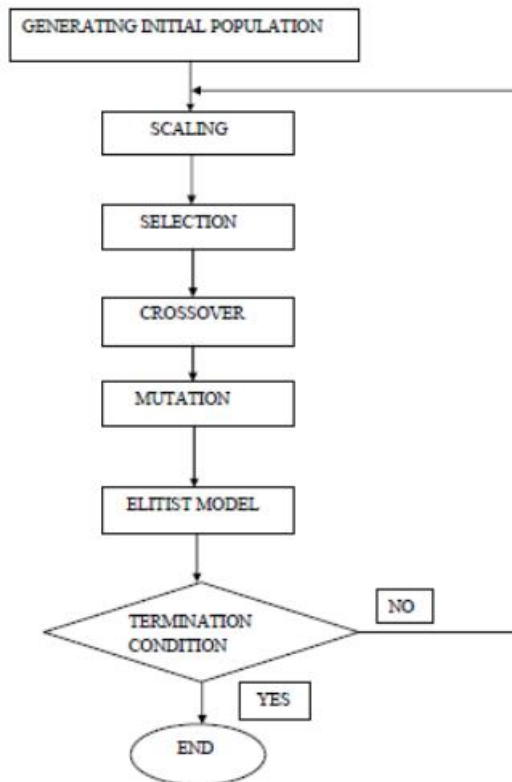 GENERATING INITIAL POPULATION
SCALING
SELECTION
CROSSOVER
MUTATION
ELITIST MODEL
TERMINATION
CONDITION
NO
YES
END